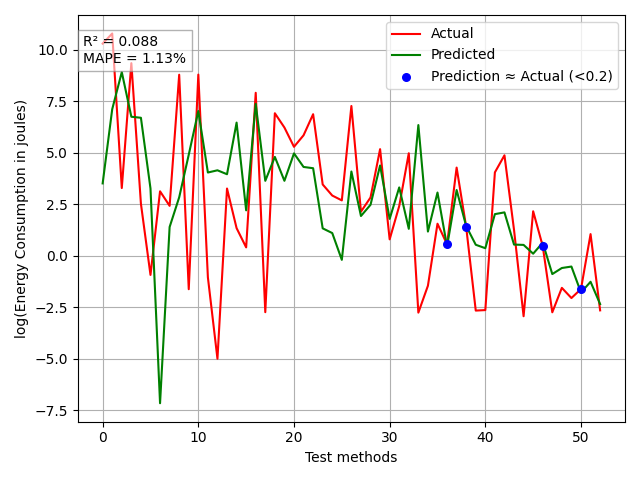 R² = 0.088
MAPE = 1.13%
Actual
Predicted
Prediction ≈ Actual (<0.2)
log(Energy Consumption in joules)
10.0
7.5
5.0
2.5
0.0
−2.5
−5.0
−7.5
0 10 20 30 40 50
Test methods